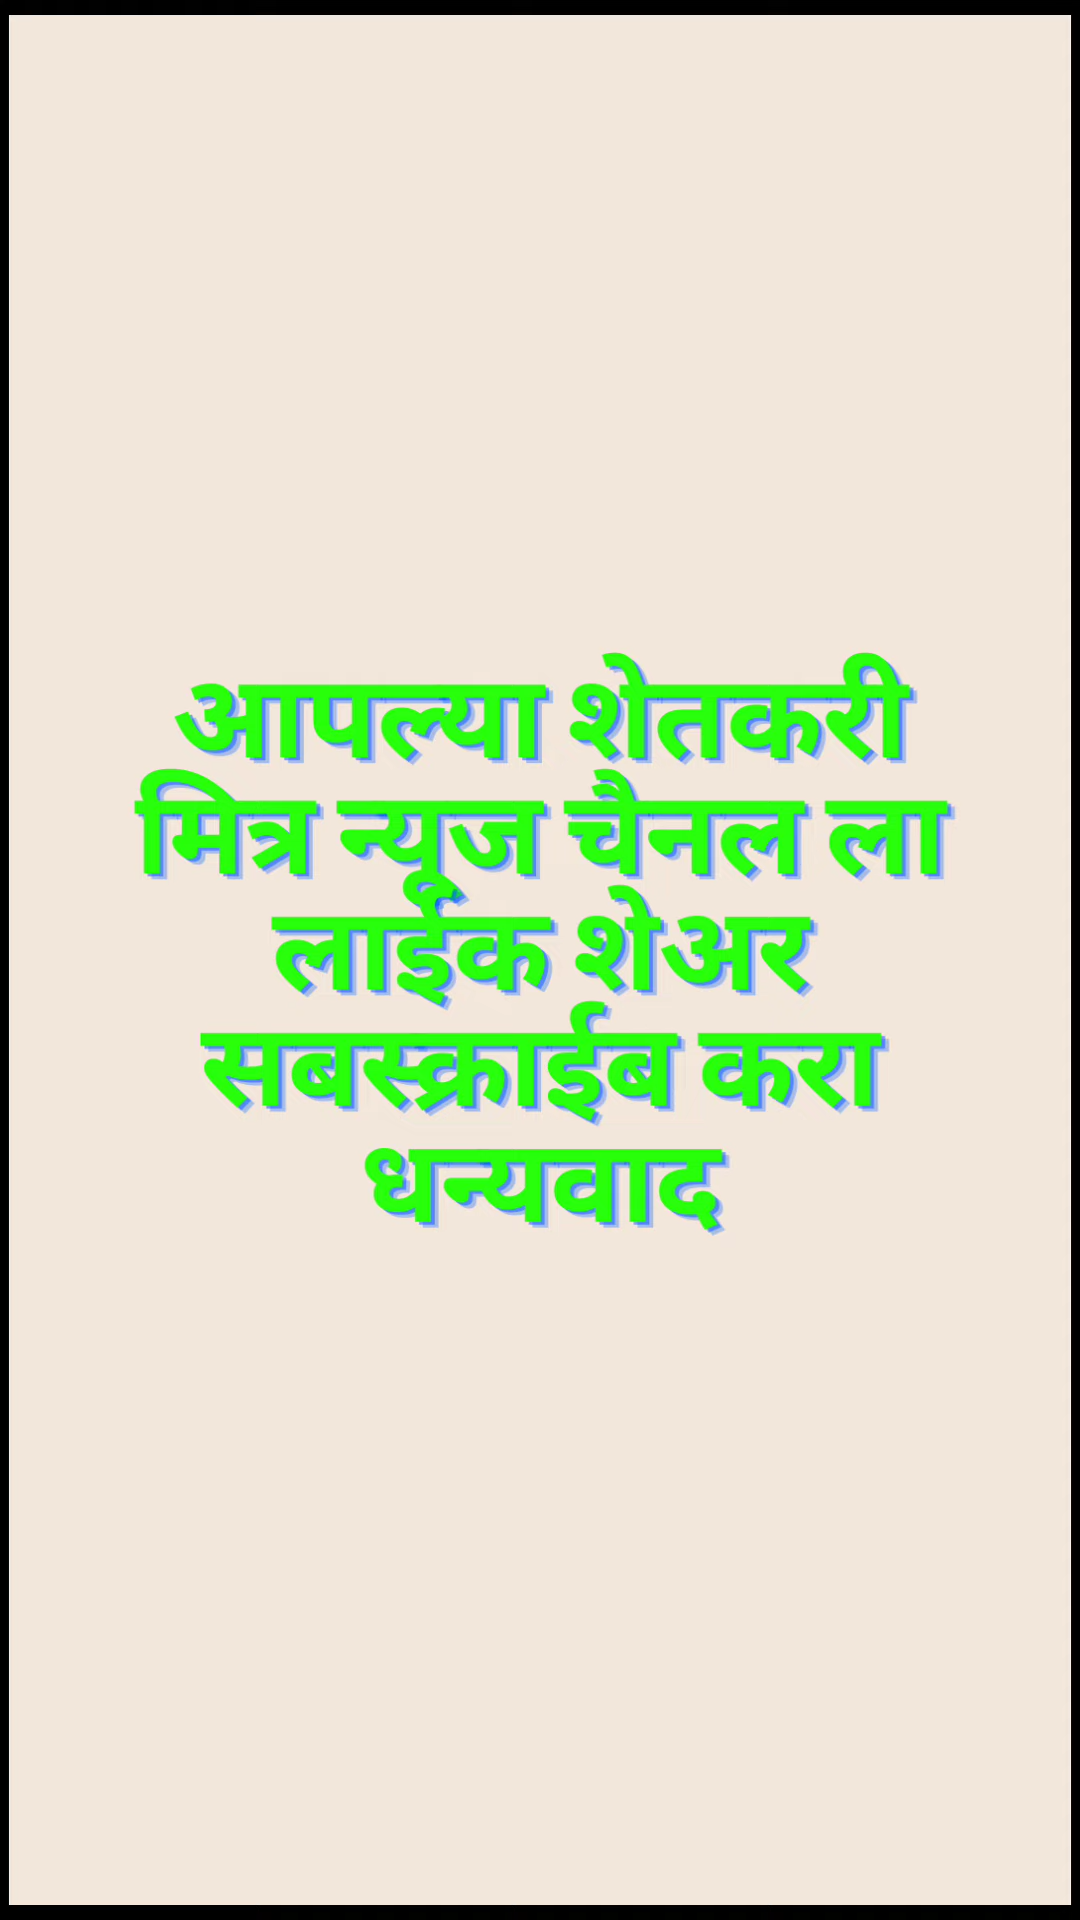 आपल्या शेतकरी
मित्र न्यूज चैनल ला
लाईक शेअर
सबस्क्राईब करा
धन्यवाद